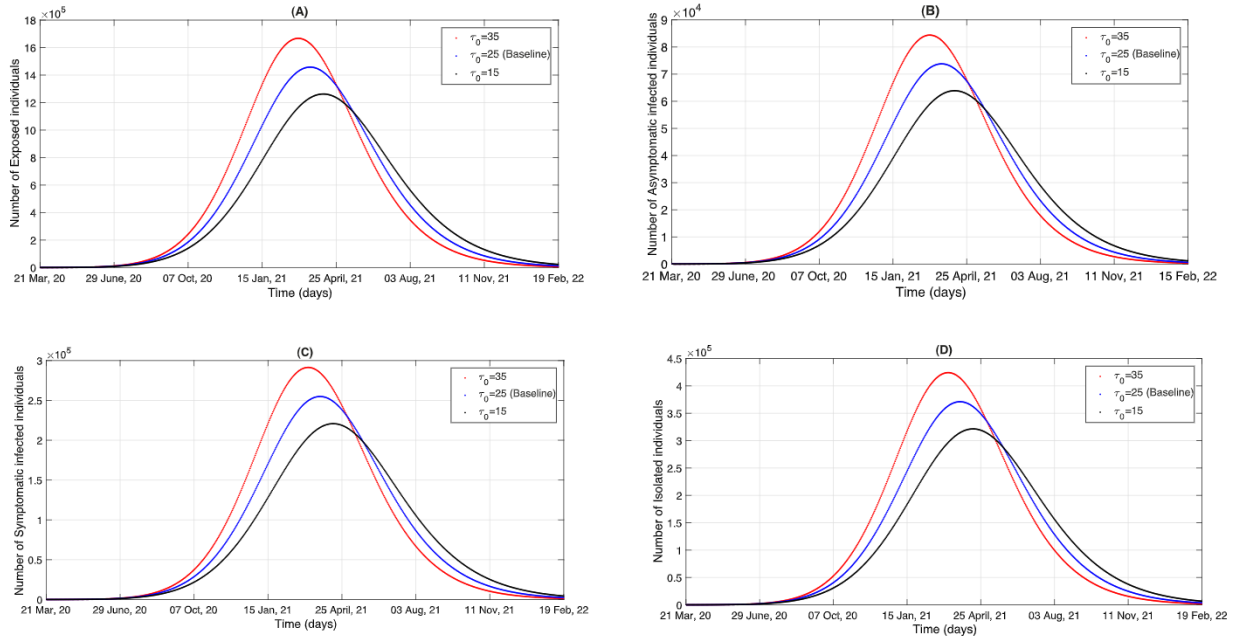 (A)
×10⁵
18
16
14
12
10
8
6
4
2
0
Number of Exposed individuals
τ₀=35
τ₀=25 (Baseline)
τ₀=15
21 Mar, 20 29 June, 20 07 Oct, 20 15 Jan, 21 25 April, 21 03 Aug, 21 11 Nov, 21 19 Feb, 22
Time (days)
(B)
×10⁴
9
8
7
6
5
4
3
2
1
0
Number of Asymptomatic infected individuals
τ₀=35
τ₀=25 (Baseline)
τ₀=15
21 Mar, 20 29 June, 20 07 Oct, 20 15 Jan, 21 25 April, 21 03 Aug, 21 11 Nov, 21 15 Feb, 22
Time (days)
(C)
×10⁵
3
2.5
2
1.5
1
0.5
0
Number of Symptomatic infected individuals
τ₀=35
τ₀=25 (Baseline)
τ₀=15
21 Mar, 20 29 June, 20 07 Oct, 20 15 Jan, 21 25 April, 21 03 Aug, 21 11 Nov, 21 19 Feb, 22
Time (days)
(D)
×10⁵
4.5
4
3.5
3
2.5
2
1.5
1
0.5
0
Number of Isolated individuals
τ₀=35
τ₀=25 (Baseline)
τ₀=15
21 Mar, 20 29 June, 20 07 Oct, 20 15 Jan, 21 25 April, 21 03 Aug, 21 11 Nov, 21 19 Feb, 22
Time (days)